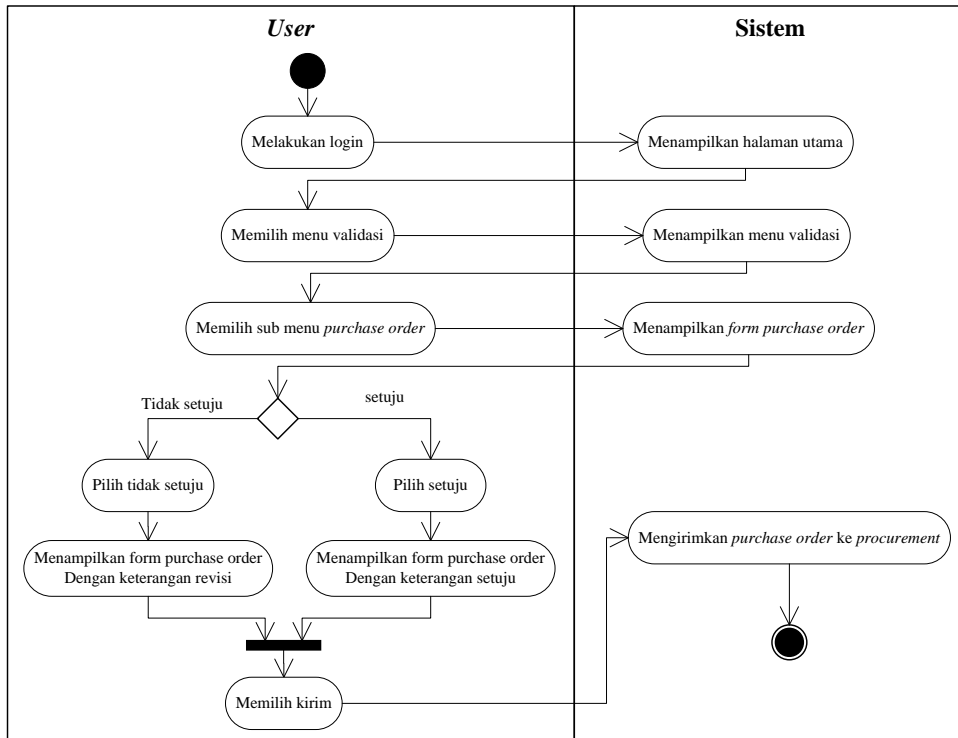 User
Sistem
Melakukan login
Menampilkan halaman utama
Memilih menu validasi
Menampilkan menu validasi
Memilih sub menu purchase order
Menampilkan form purchase order
Tidak setuju
setuju
Pilih tidak setuju
Pilih setuju
Menampilkan form purchase order
Dengan keterangan revisi
Menampilkan form purchase order
Dengan keterangan setuju
Mengirimkan purchase order ke procurement
Memilih kirim